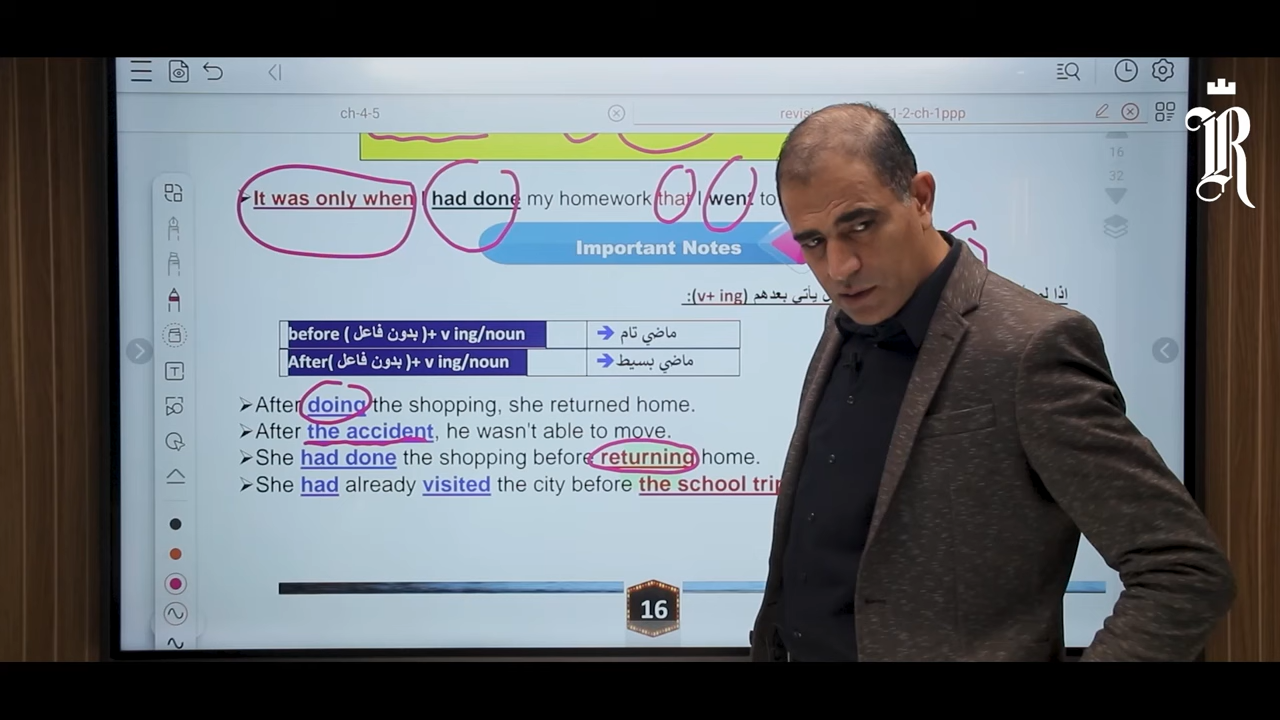 ch-4-5
revis 1-2-ch-1ppp
16
32
➢It was only when I had done my homework that I went to
Important Notes
اذا لم يأتي بعدهم (v+ ing):
before ( بدون فاعل )+ v ing/noun → ماضي تام
After( بدون فاعل )+ v ing/noun → ماضي بسيط
➢After doing the shopping, she returned home.
➢After the accident, he wasn't able to move.
➢She had done the shopping before returning home.
➢She had already visited the city before the school trip
16
R